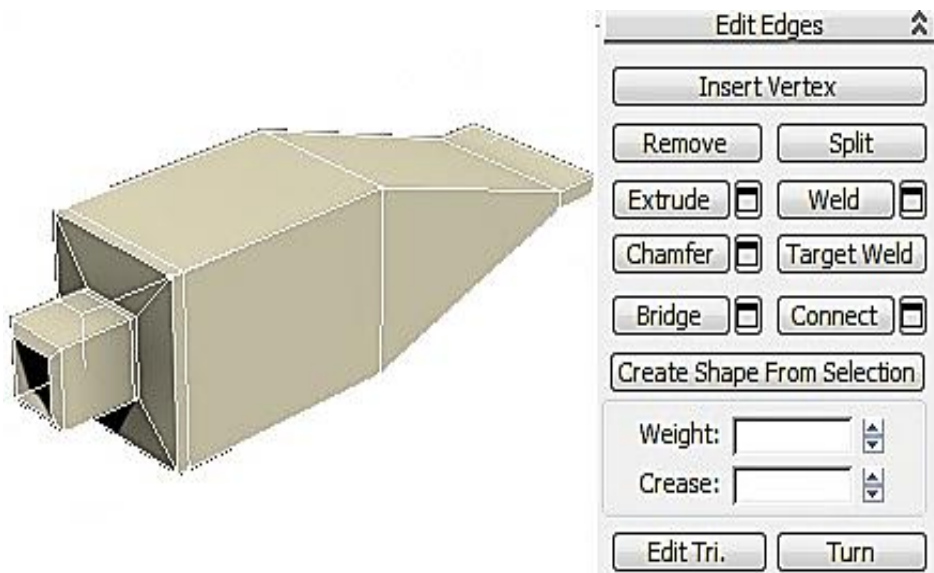 Edit Edges
Insert Vertex
Remove Split
Extrude Weld
Chamfer Target Weld
Bridge Connect
Create Shape From Selection
Weight:
Crease:
Edit Tri. Turn